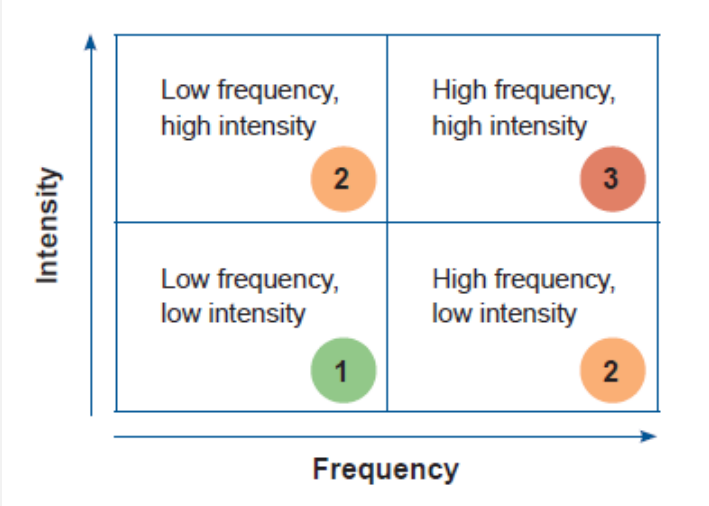 Intensity
Low frequency,
high intensity
2
High frequency,
high intensity
3
Low frequency,
low intensity
1
High frequency,
low intensity
2
Frequency